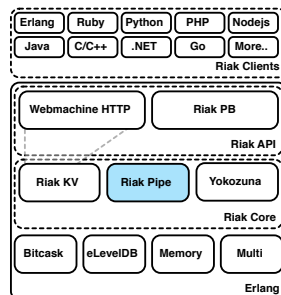 Erlang Ruby Python PHP Nodejs
Java C/C++ .NET Go More..
Riak Clients
Webmachine HTTP Riak PB
Riak API
Riak KV Riak Pipe Yokozuna
Riak Core
Bitcask eLevelDB Memory Multi
Erlang